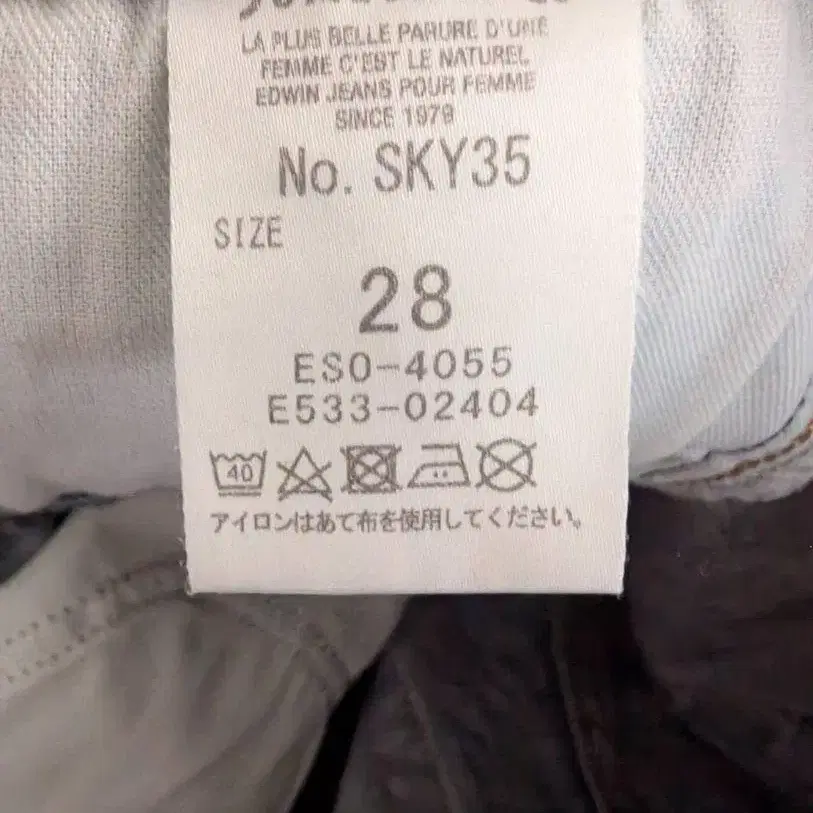 LA PLUS BELLE PARURE D'UNE
FEMME C'EST LE NATUREL
EDWIN JEANS POUR FEMME
SINCE 1979
No. SKY35
SIZE
28
ES0-4055
E533-02404
40
アイロンはあて布を使用してください。